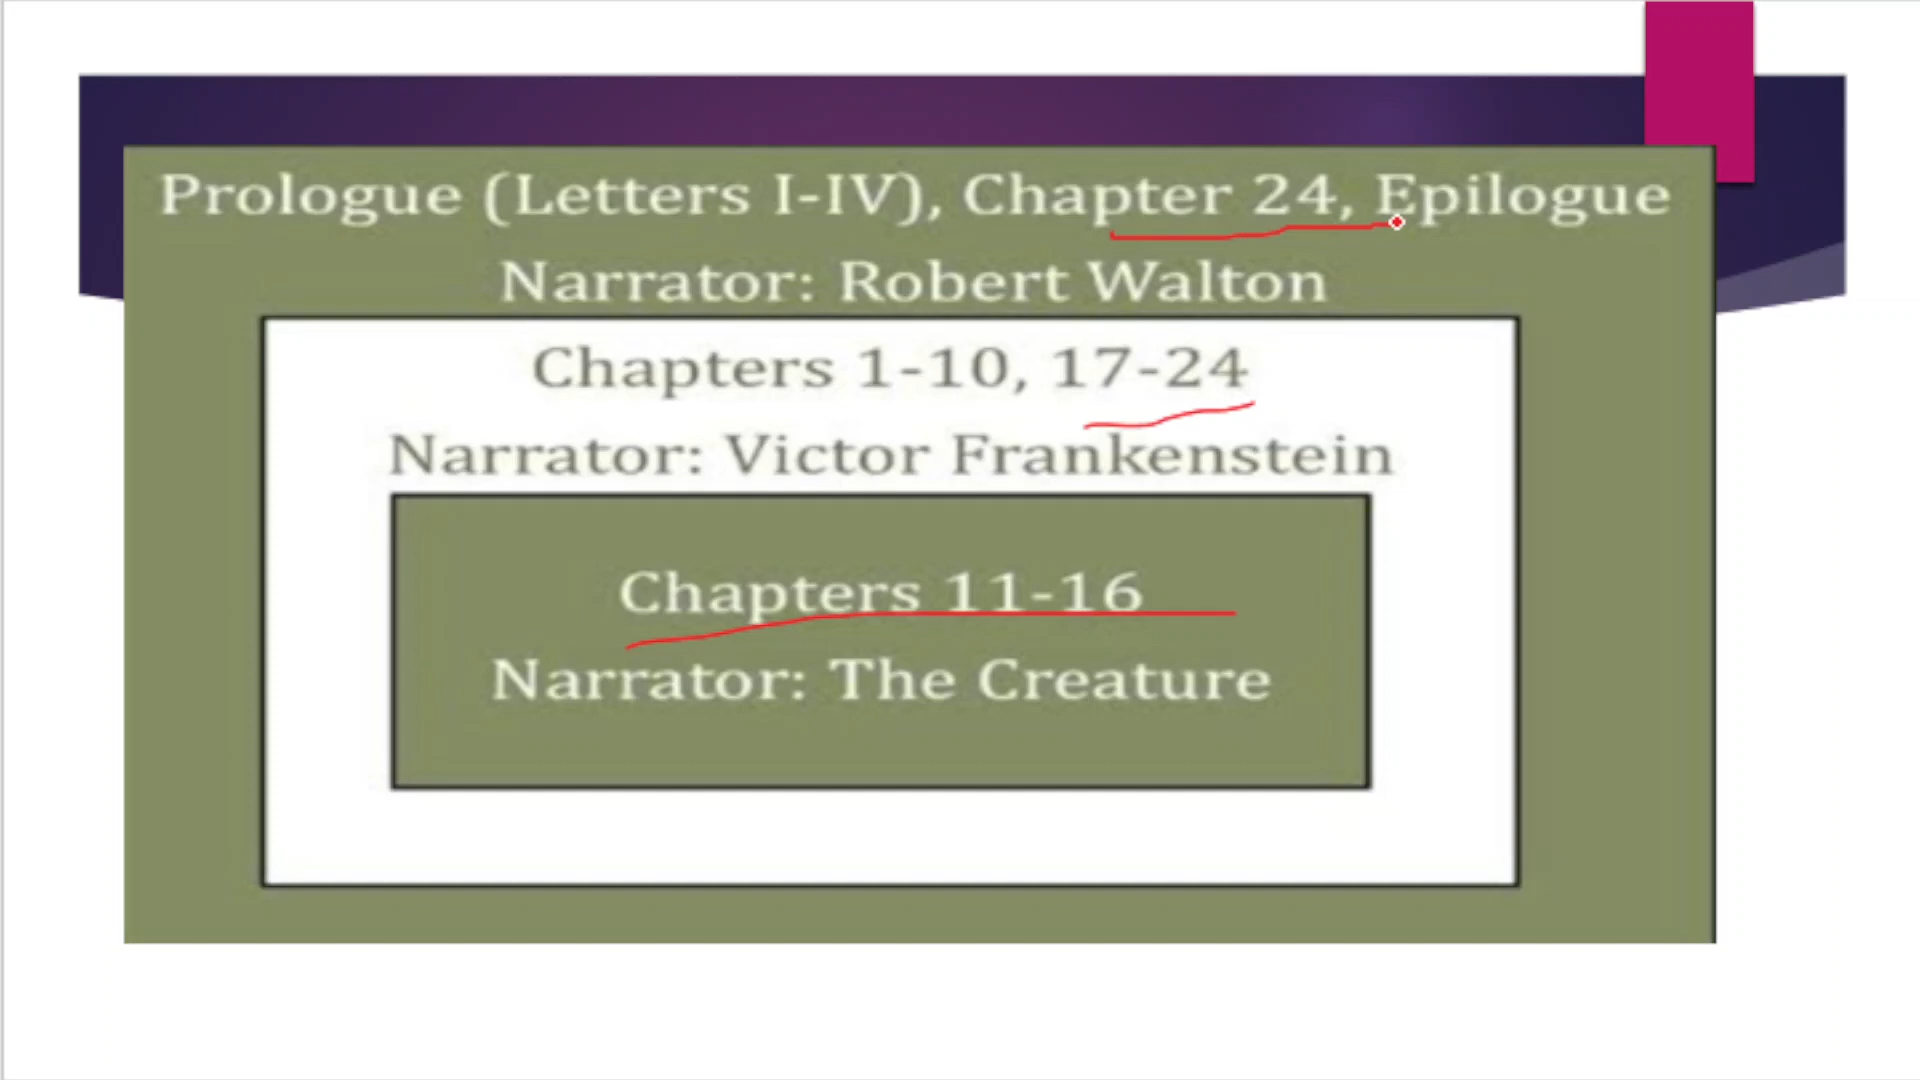 Prologue (Letters I-IV), Chapter 24, Epilogue
Narrator: Robert Walton
Chapters 1-10, 17-24
Narrator: Victor Frankenstein
Chapters 11-16
Narrator: The Creature